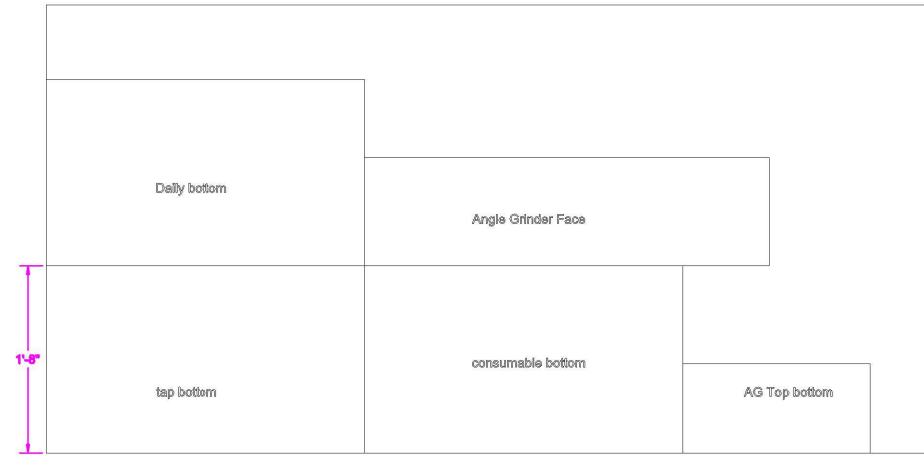 Daily bottom
Angle Grinder Face
1'-8"
consumable bottom
tap bottom
AG Top bottom